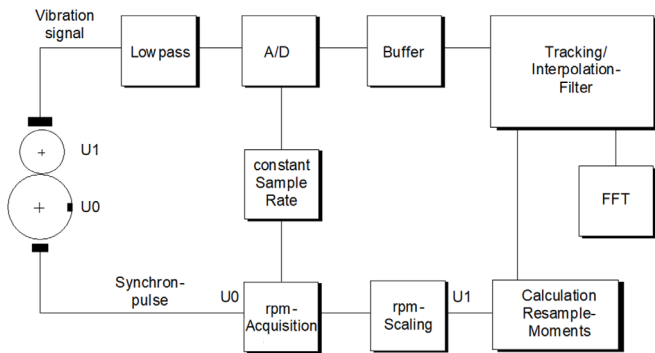 Vibration
signal
Lowpass
A/D
Buffer
Tracking/
Interpolation-
Filter
U1
U0
constant
Sample
Rate
FFT
Synchron-
pulse
U0
rpm-
Acquisition
rpm-
Scaling
U1
Calculation
Resample-
Moments